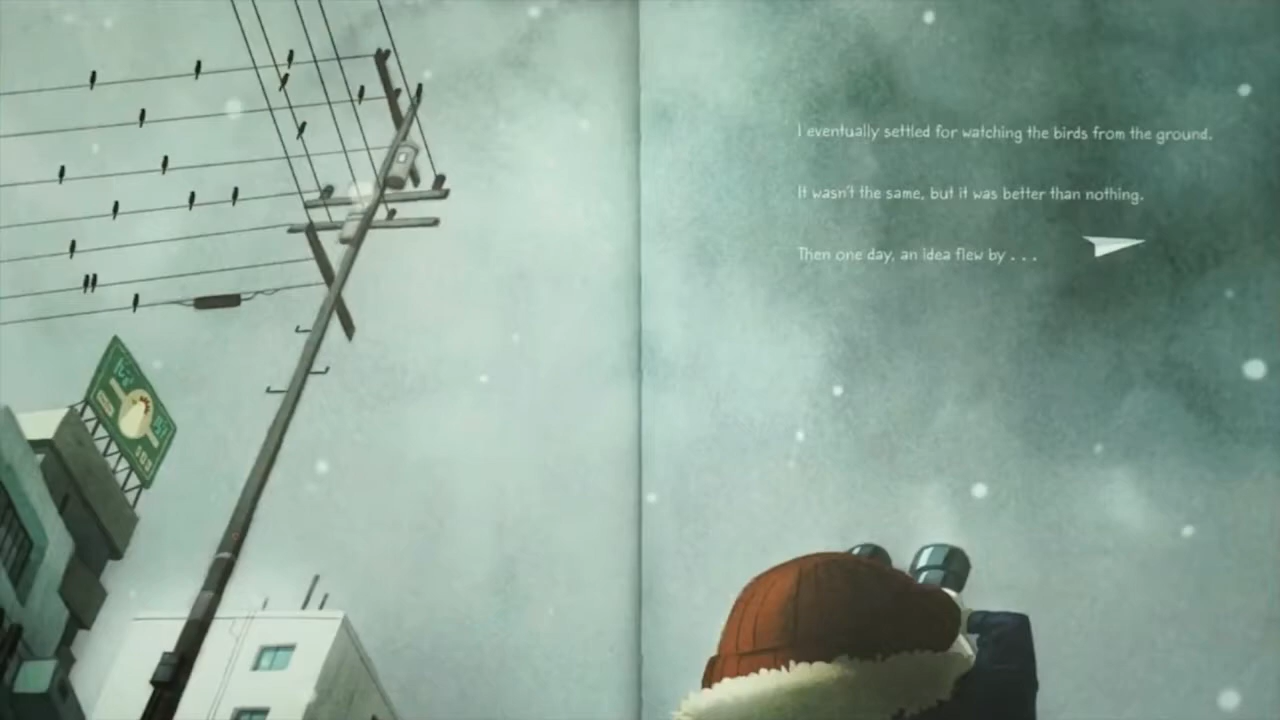 I eventually settled for watching the birds from the ground.
It wasn't the same, but it was better than nothing.
Then one day, an idea flew by . . .